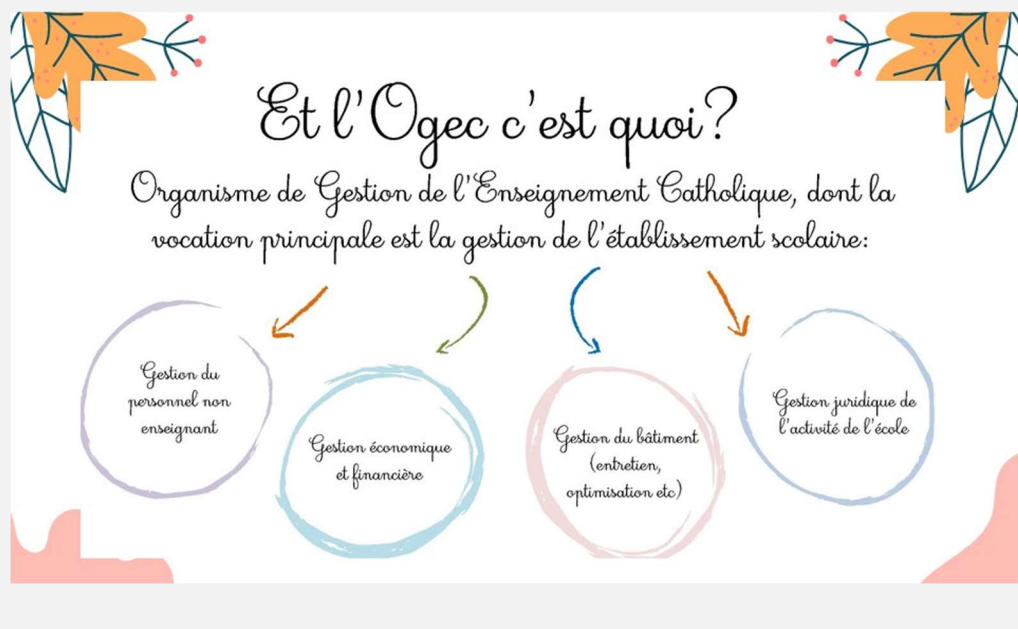 Et l'Ogec c'est quoi?
Organisme de Gestion de l'Enseignement Catholique, dont la
vocation principale est la gestion de l'établissement scolaire:
Gestion du
personnel non
enseignant
Gestion économique
et financière
Gestion du bâtiment
(entretien,
optimisation etc)
Gestion juridique de
l'activité de l'école